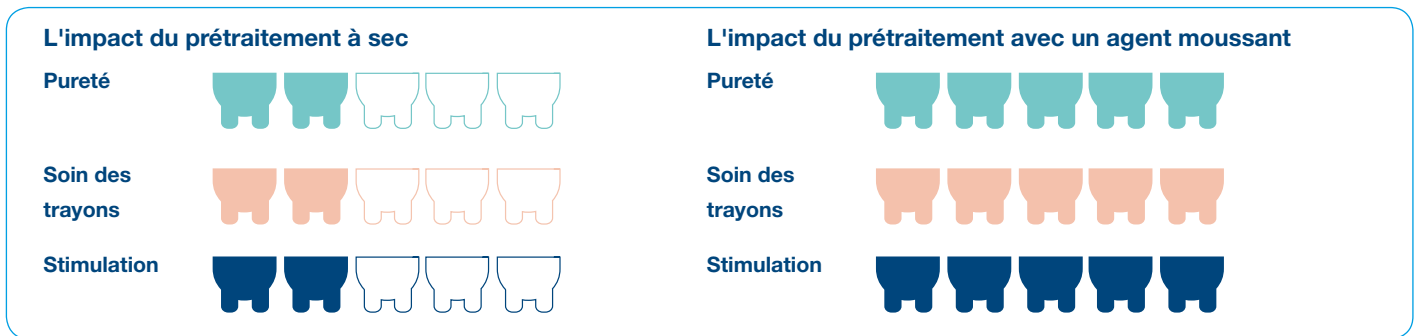 L'impact du prétraitement à sec
Pureté
Soin des
trayons
Stimulation
L'impact du prétraitement avec un agent moussant
Pureté
Soin des
trayons
Stimulation